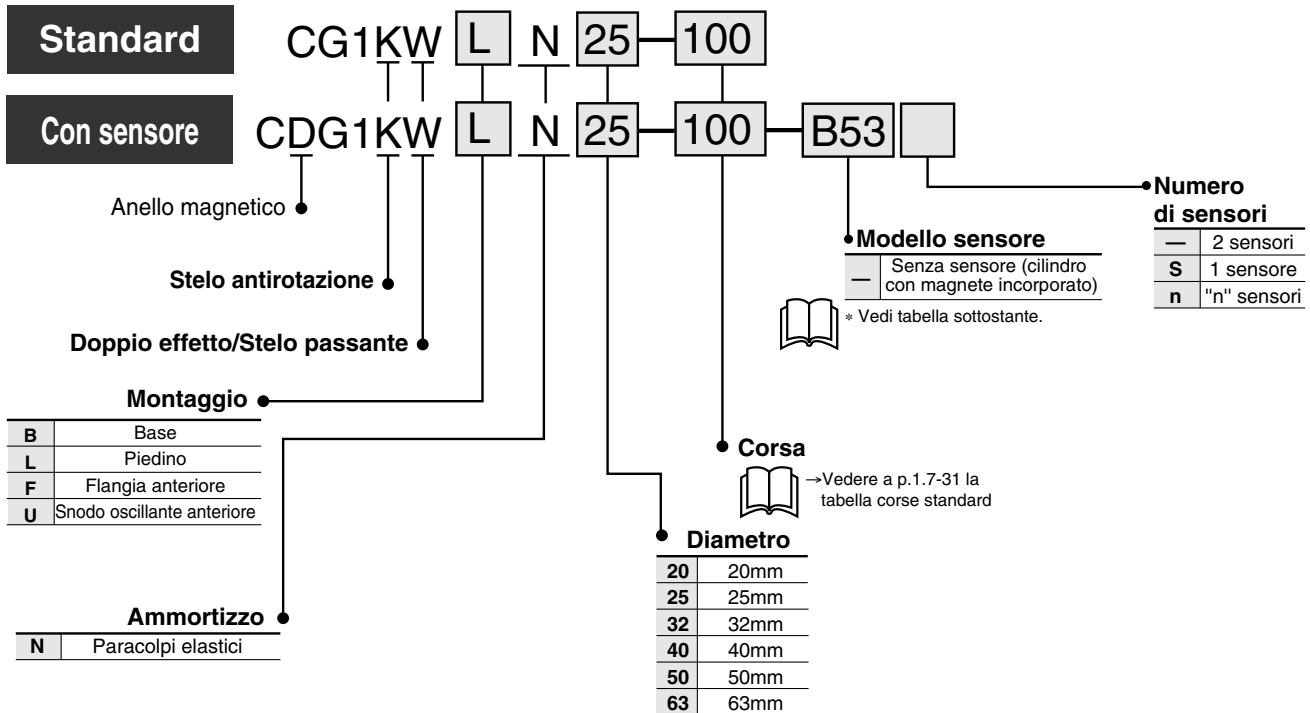 Standard
CG1KW L N 25 — 100
Con sensore
CDG1KW L N 25 — 100 — B53
Anello magnetico
Stelo antirotazione
Doppio effetto/Stelo passante
Montaggio
B Base
L Piedino
F Flangia anteriore
U Snodo oscillante anteriore
Ammortizzo
N Paracolpi elastici
Diametro
20 20mm
25 25mm
32 32mm
40 40mm
50 50mm
63 63mm
Corsa
→Vedere a p.1.7-31 la
tabella corse standard
Modello sensore
— Senza sensore (cilindro
con magnete incorporato)
* Vedi tabella sottostante.
Numero
di sensori
— 2 sensori
S 1 sensore
n "n" sensori